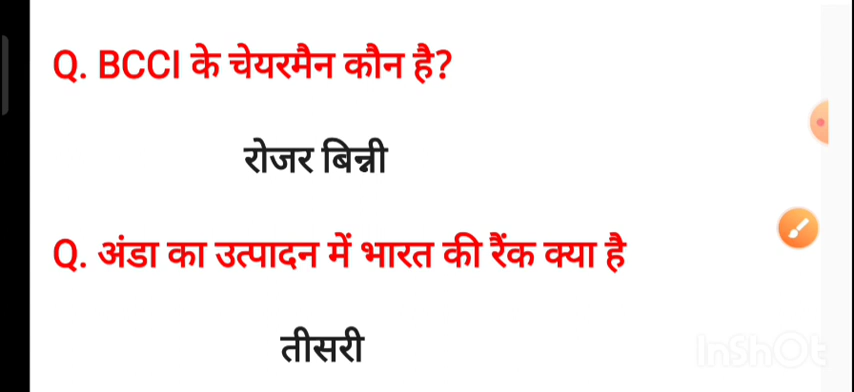 Q. BCCI के चेयरमैन कौन है?
रोजर बिन्नी
Q. अंडा का उत्पादन में भारत की रैंक क्या है
तीसरी
InShOt